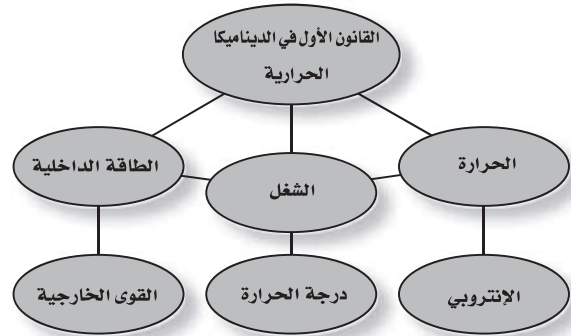 القانون الأول في الديناميكا
الحرارية
الحرارة
الشغل
الطاقة الداخلية
الإنتروبي
درجة الحرارة
القوى الخارجية